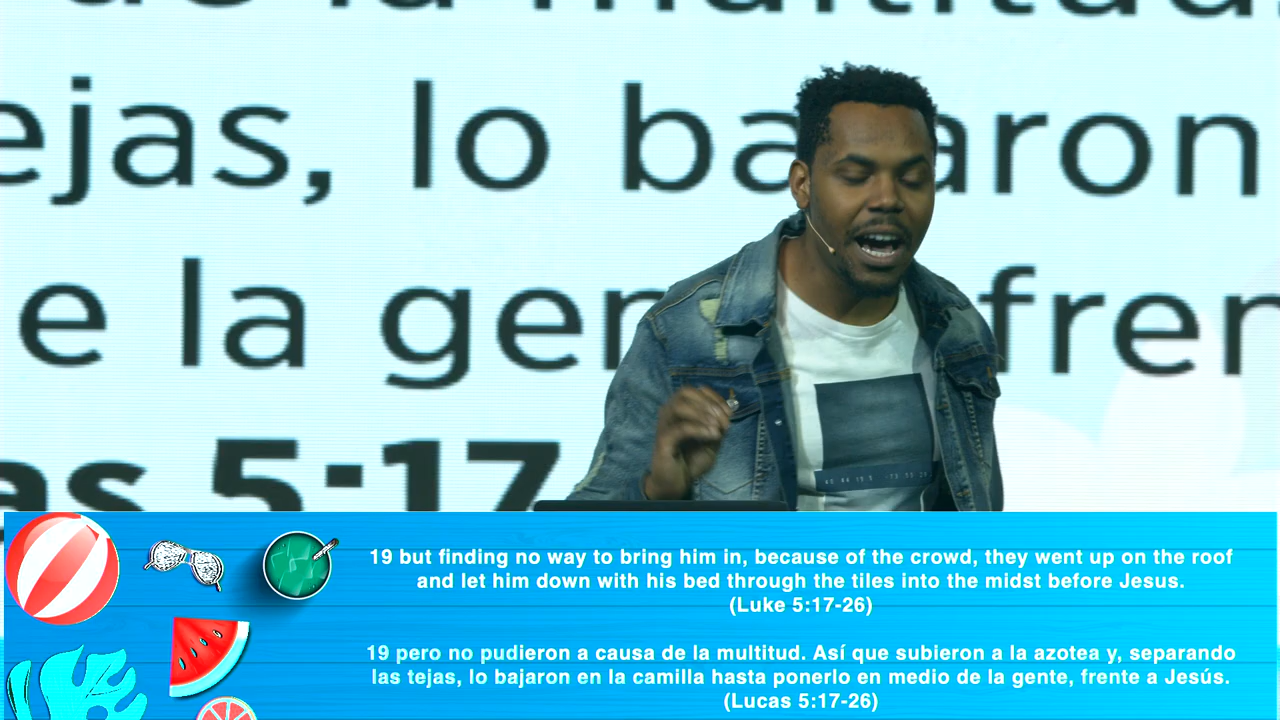 de la multitud.
ejas, lo ba aron
e la gen fren
as 5:17
19 but finding no way to bring him in, because of the crowd, they went up on the roof
and let him down with his bed through the tiles into the midst before Jesus.
(Luke 5:17-26)
19 pero no pudieron a causa de la multitud. Así que subieron a la azotea y, separando
las tejas, lo bajaron en la camilla hasta ponerlo en medio de la gente, frente a Jesús.
(Lucas 5:17-26)